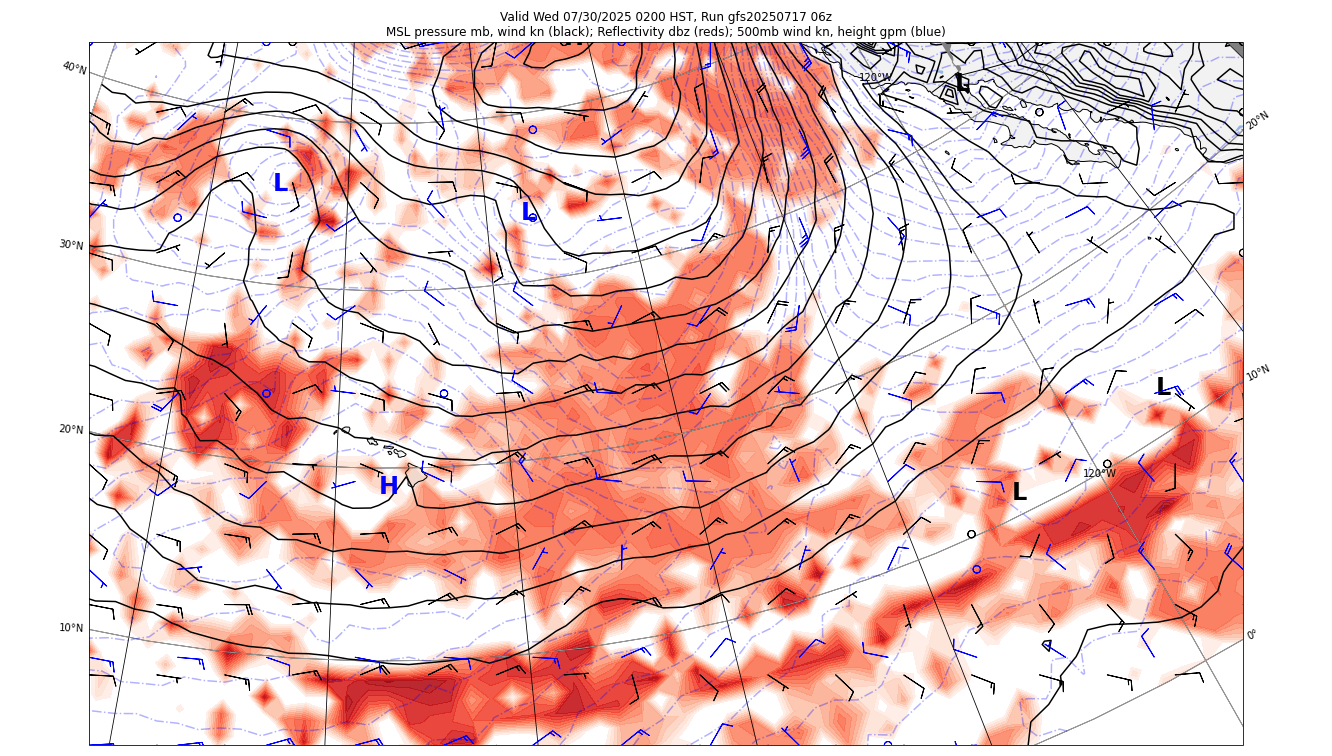 Valid Wed 07/30/2025 0200 HST, Run gfs20250717 06z
MSL pressure mb, wind kn (black); Reflectivity dbz (reds); 500mb wind kn, height gpm (blue)
40°N
120°W
L
20°N
L
L
30°N
10°N
L
20°N
120°W
H
L
10°N
0°